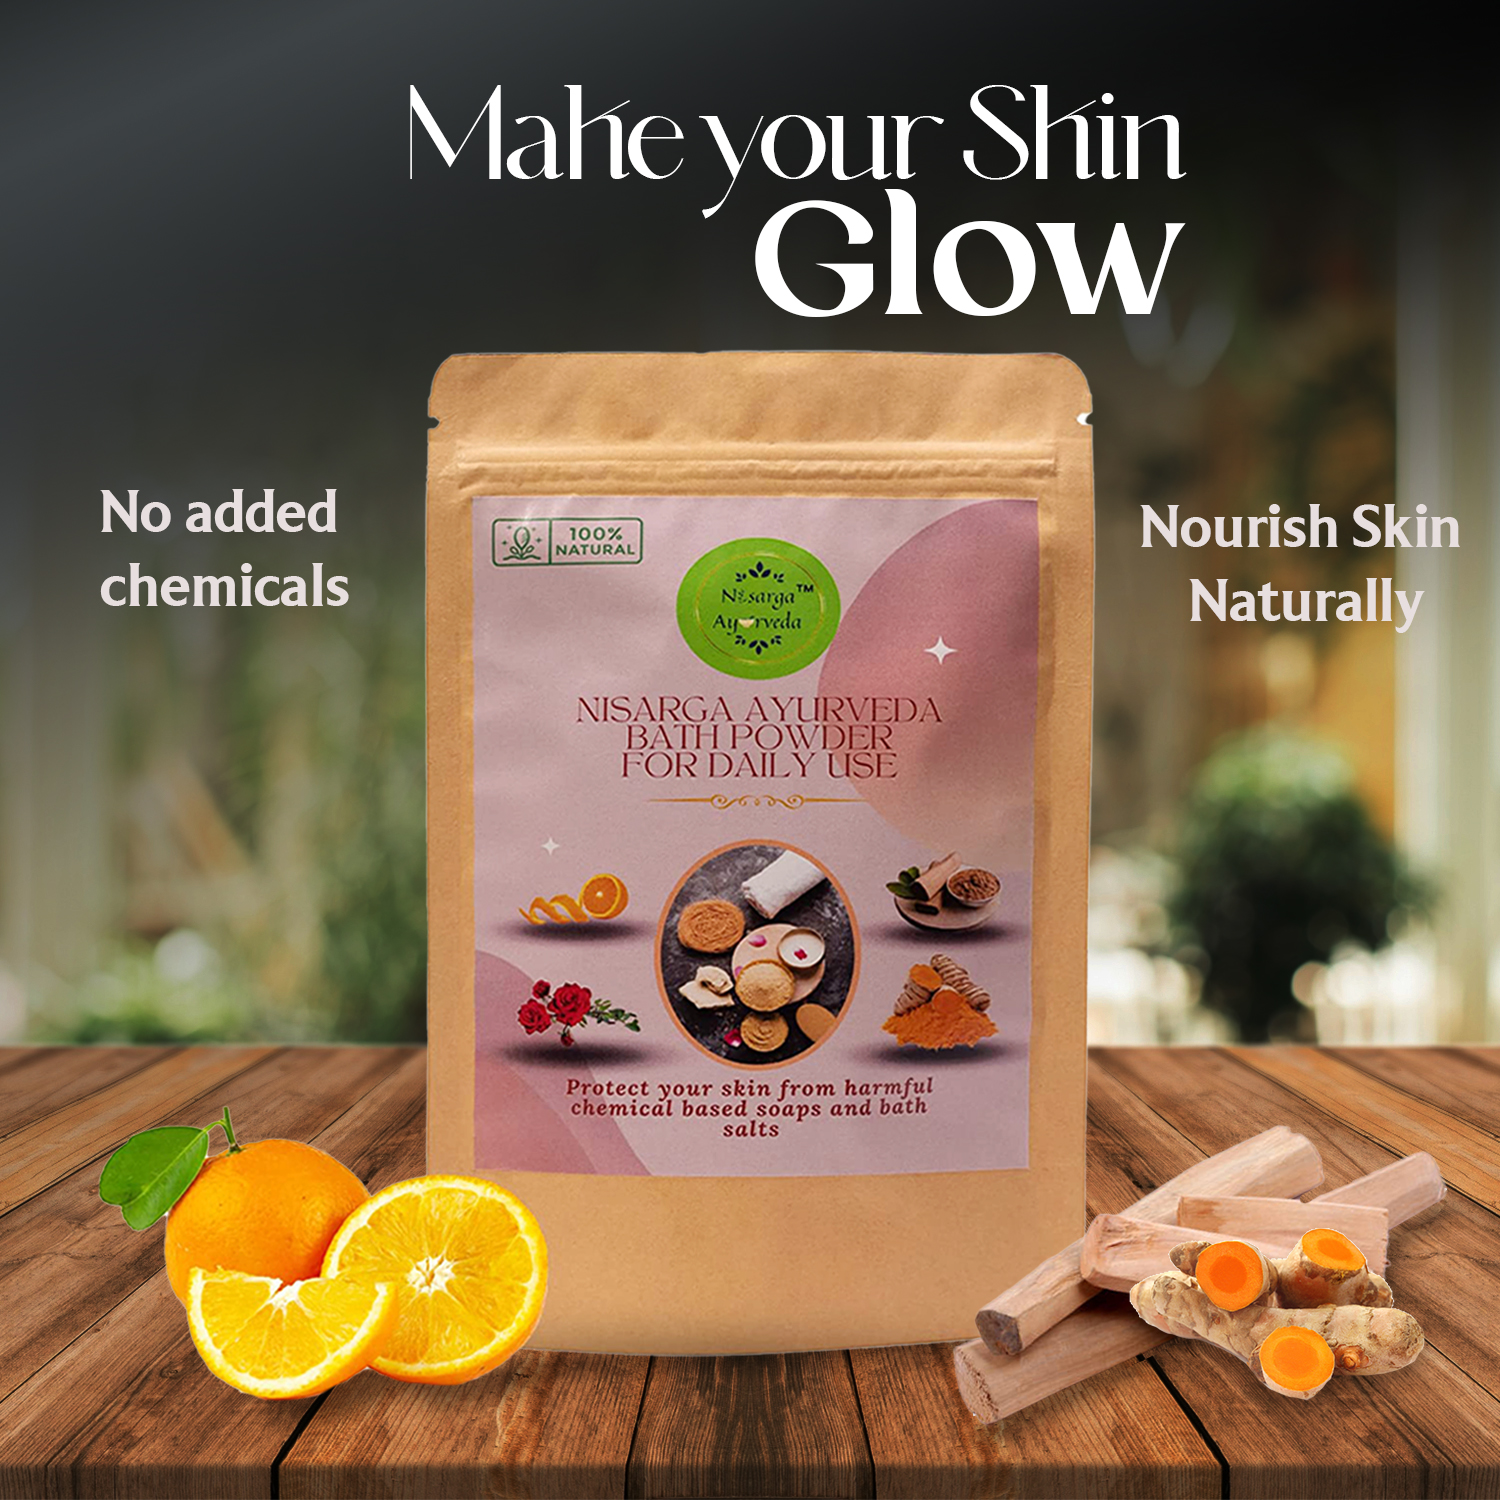 Make your Skin
Glow
No added
chemicals
Nourish Skin
Naturally
100%
NATURAL
Nisarga™
Ayurveda
NISARGA AYURVEDA
BATH POWDER
FOR DAILY USE
Protect your skin from harmful
chemical based soaps and bath
salts